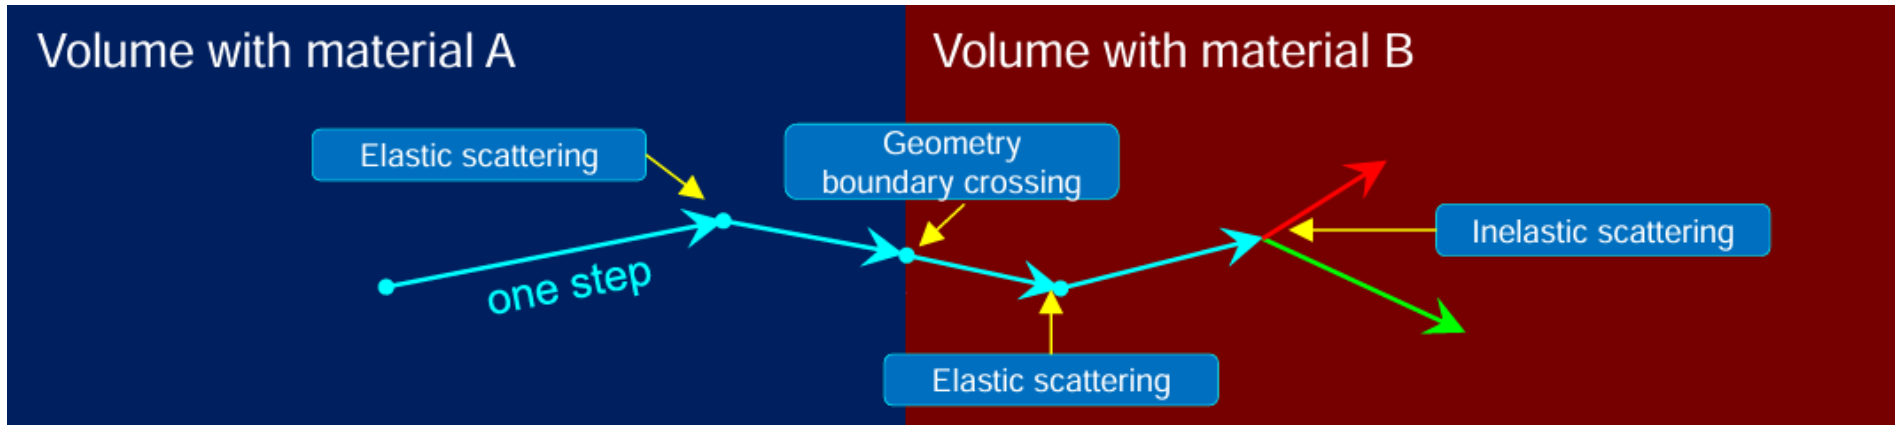 Volume with material A
Volume with material B
Elastic scattering
Geometry
boundary crossing
Inelastic scattering
one step
Elastic scattering